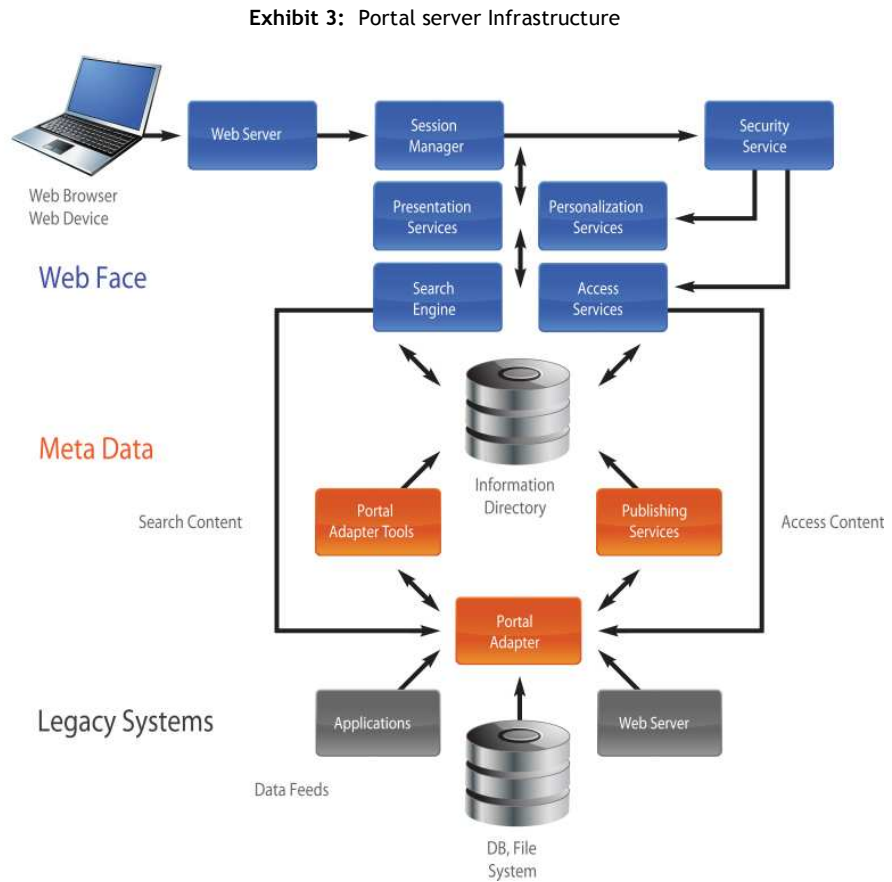 Exhibit 3: Portal server Infrastructure
Web Server
Session
Manager
Security
Service
Web Browser
Web Device
Presentation
Services
Personalization
Services
Web Face
Search
Engine
Access
Services
Meta Data
Information
Directory
Search Content
Portal
Adapter Tools
Publishing
Services
Access Content
Portal
Adapter
Legacy Systems
Applications
Web Server
Data Feeds
DB, File
System